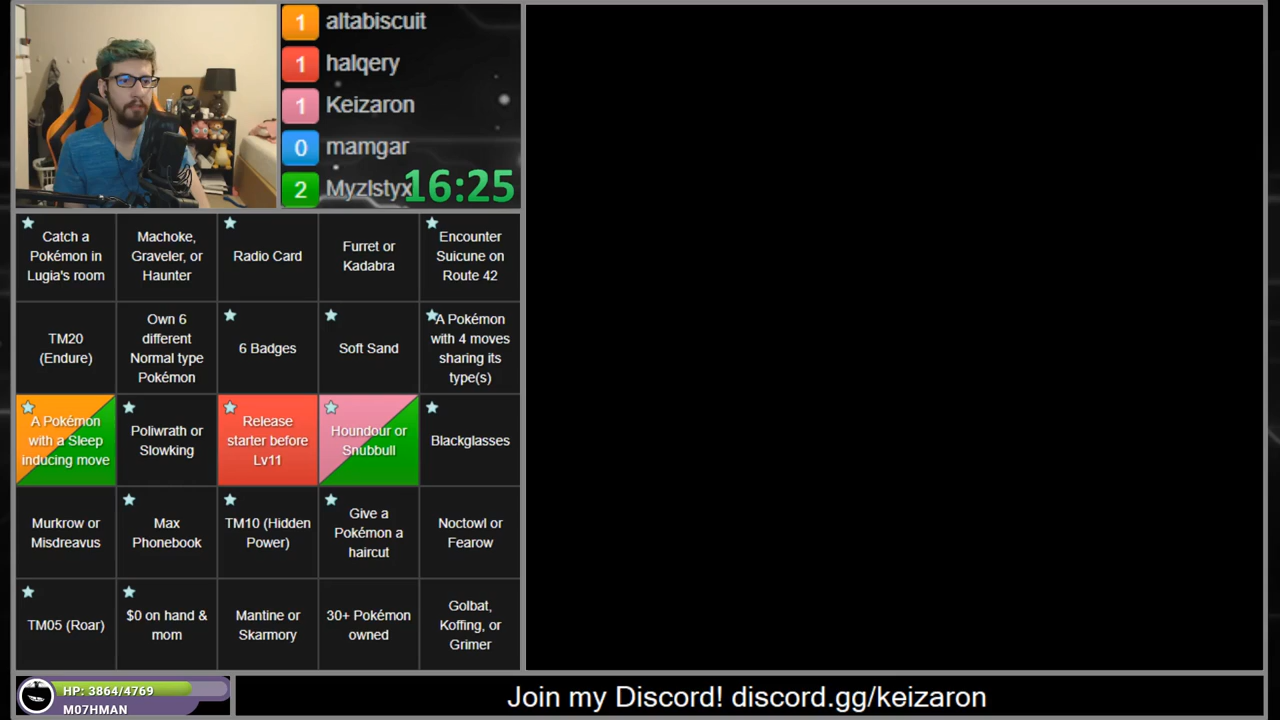 1 altabiscuit
1 halqery
1 Keizaron
0 mamgar
2 MyzIstyx 16:25
Catch a
Pokémon in
Lugia's room
Machoke,
Graveler, or
Haunter
Radio Card
Furret or
Kadabra
Encounter
Suicune on
Route 42
TM20
(Endure)
Own 6
different
Normal type
Pokémon
6 Badges
Soft Sand
A Pokémon
with 4 moves
sharing its
type(s)
A Pokémon
with a Sleep
inducing move
Poliwrath or
Slowking
Release
starter before
Lv11
Houndour or
Snubbull
Blackglasses
Murkrow or
Misdreavus
Max
Phonebook
TM10 (Hidden
Power)
Give a
Pokémon a
haircut
Noctowl or
Fearow
TM05 (Roar)
$0 on hand &
mom
Mantine or
Skarmory
30+ Pokémon
owned
Golbat,
Koffing, or
Grimer
HP: 3864/4769
M07HMAN
Join my Discord! discord.gg/keizaron